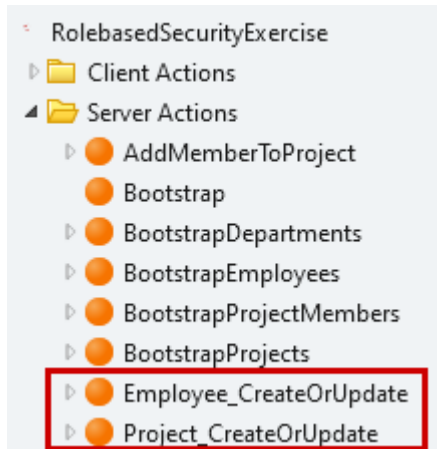 RolebasedSecurityExercise
Client Actions
Server Actions
AddMemberToProject
Bootstrap
BootstrapDepartments
BootstrapEmployees
BootstrapProjectMembers
BootstrapProjects
Employee_CreateOrUpdate
Project_CreateOrUpdate